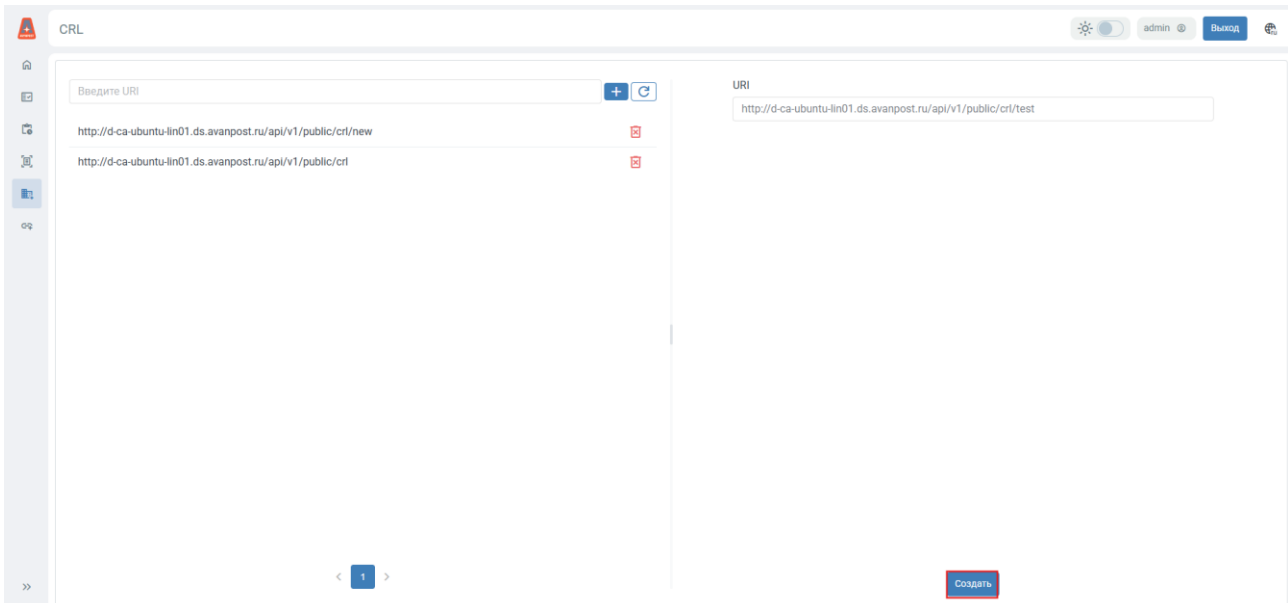 CRL
admin
Выход
ru
Введите URI
http://d-ca-ubuntu-lin01.ds.avanpost.ru/api/v1/public/crl/new
http://d-ca-ubuntu-lin01.ds.avanpost.ru/api/v1/public/crl
1
URI
http://d-ca-ubuntu-lin01.ds.avanpost.ru/api/v1/public/crl/test
Создать